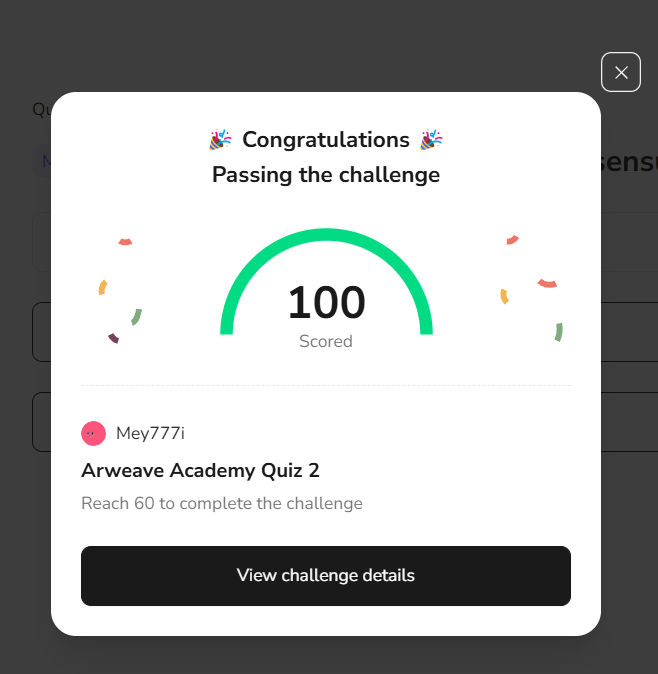 Congratulations
Passing the challenge
100
Scored
Mey777i
Arweave Academy Quiz 2
Reach 60 to complete the challenge
View challenge details